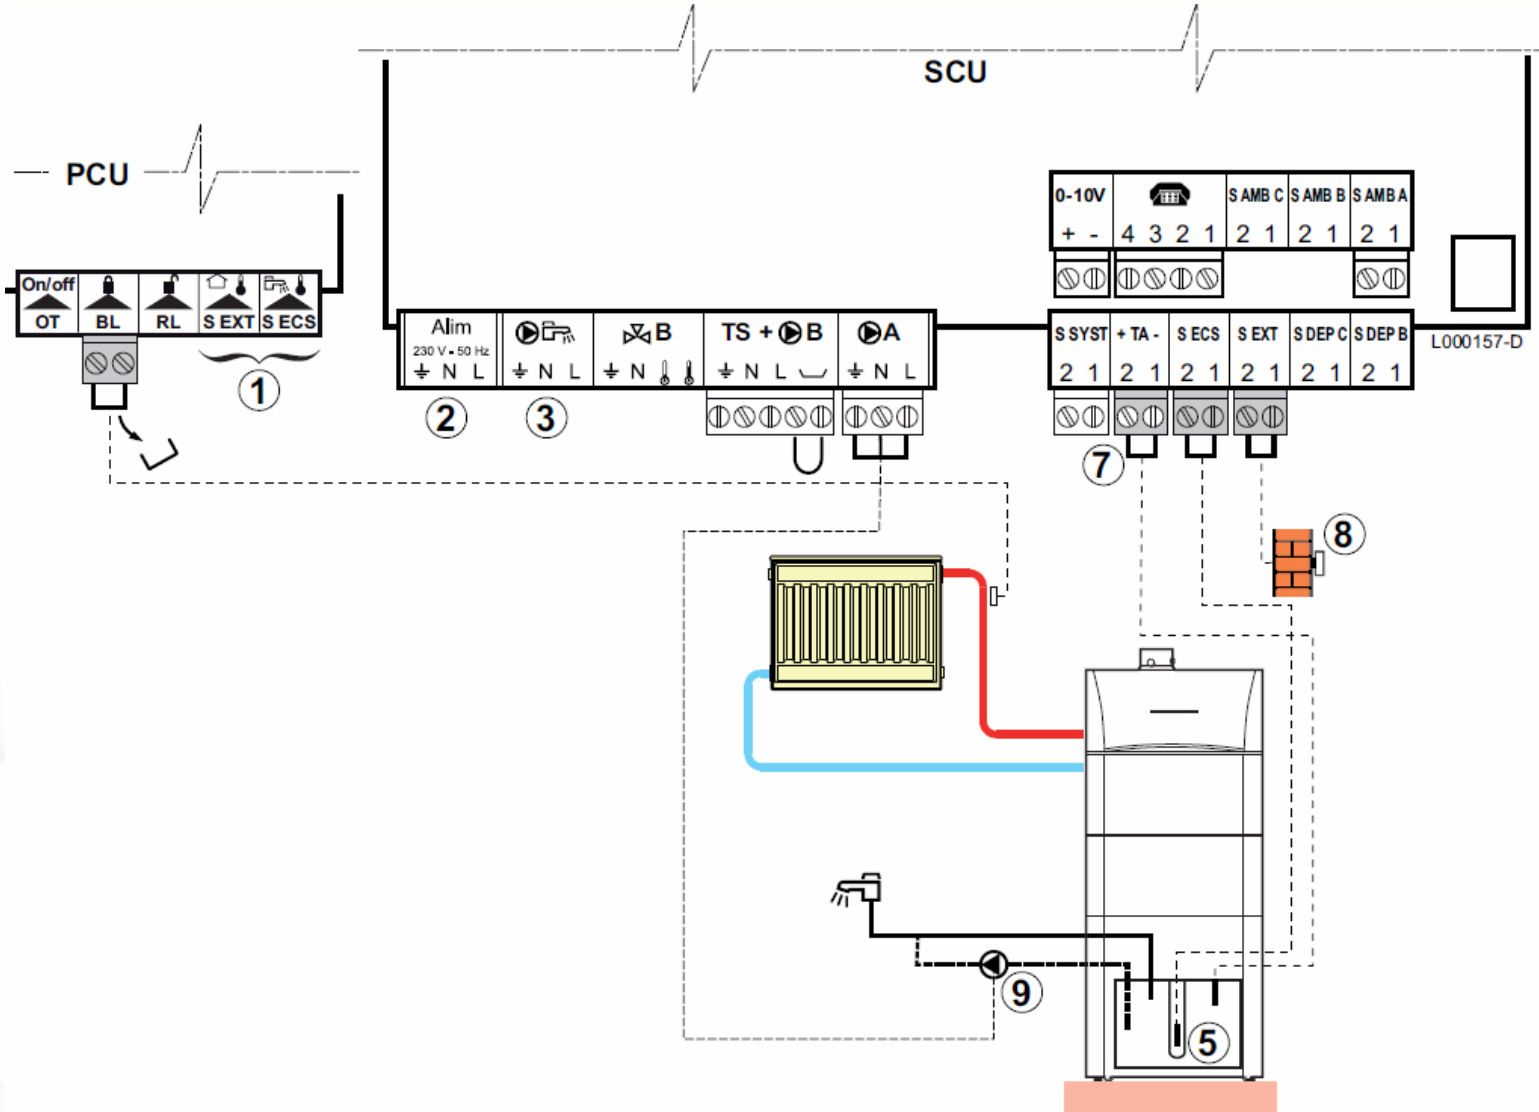 SCU
PCU
0-10V S AMB C S AMB B S AMB A
+ - 4 3 2 1 2 1 2 1 2 1
On/off
OT BL RL S EXT S ECS
1
Alim
230 V - 50 Hz
N L
N L
B
N
TS + B
N L
A
N L
2
3
S SYST + TA - S ECS S EXT S DEP C S DEP B
2 1 2 1 2 1 2 1 2 1 2 1
L000157-D
7
8
9
5